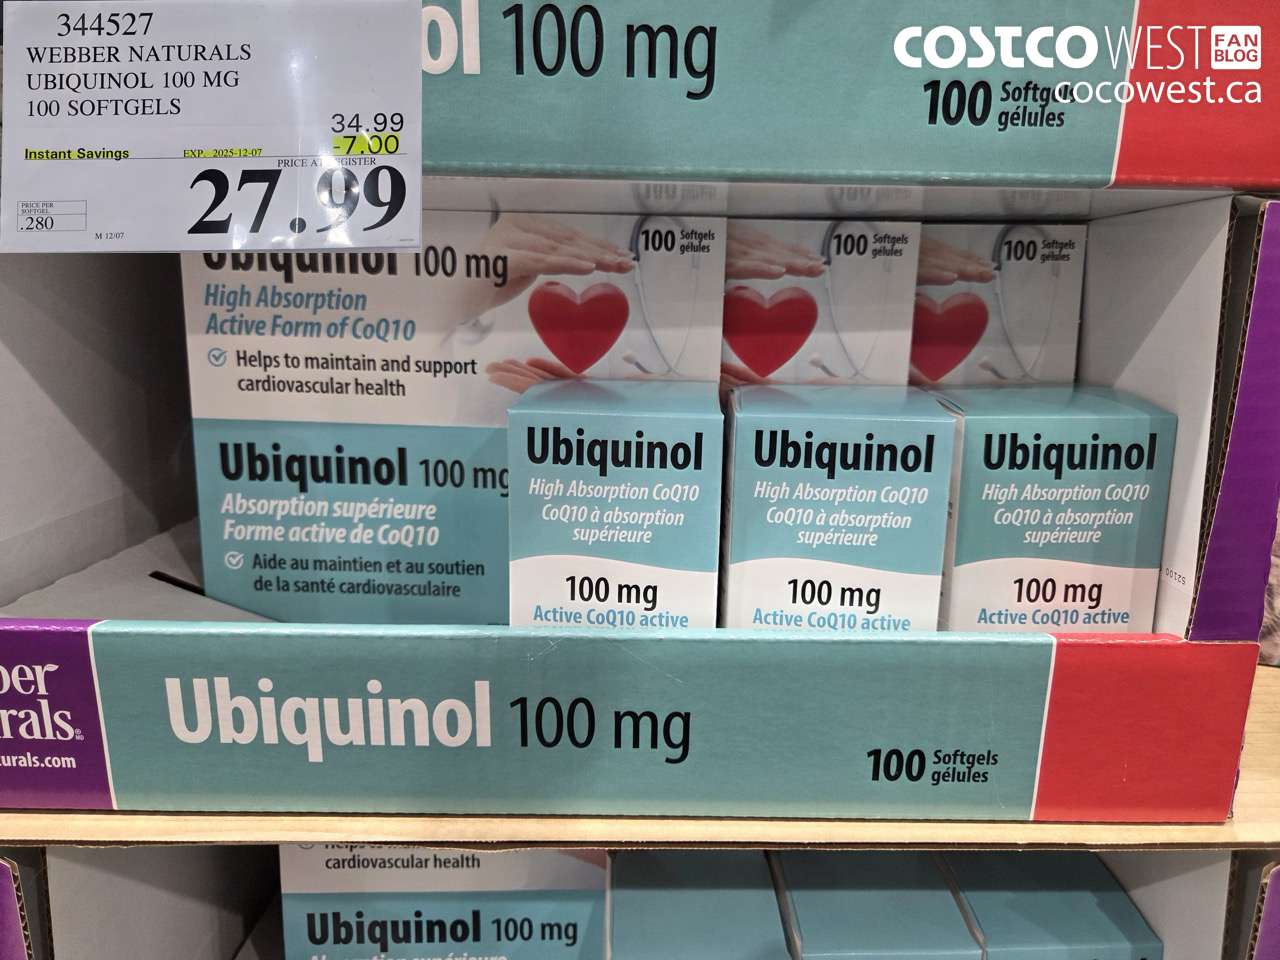 344527
WEBBER NATURALS
UBIQUINOL 100 MG
100 SOFTGELS
34.99
Instant Savings EXP. 2025-12-07 -7.00
PRICE AT REGISTER
27.99
PRICE PER
SOFTGEL
.280
M 12/07
ol 100 mg
100 Softgels
gélules
COSTCO WEST FAN
BLOG
cocowest.ca
Ubiquinol 100 mg
High Absorption
Active Form of CoQ10
Helps to maintain and support
cardiovascular health
100 Softgels
gélules
100 Softgels
gélules
100 Softgels
gélules
Ubiquinol 100 mg
Absorption supérieure
Forme active de CoQ10
Aide au maintien et au soutien
de la santé cardiovasculaire
Ubiquinol
High Absorption CoQ10
CoQ10 à absorption
supérieure
100 mg
Active CoQ10 active
Ubiquinol
High Absorption CoQ10
CoQ10 à absorption
supérieure
100 mg
Active CoQ10 active
Ubiquinol
High Absorption CoQ10
CoQ10 à absorption
supérieure
100 mg
Active CoQ10 active
ber
rals
urals.com
Ubiquinol 100 mg
100 Softgels
gélules
cardiovascular health
Ubiquinol 100 mg